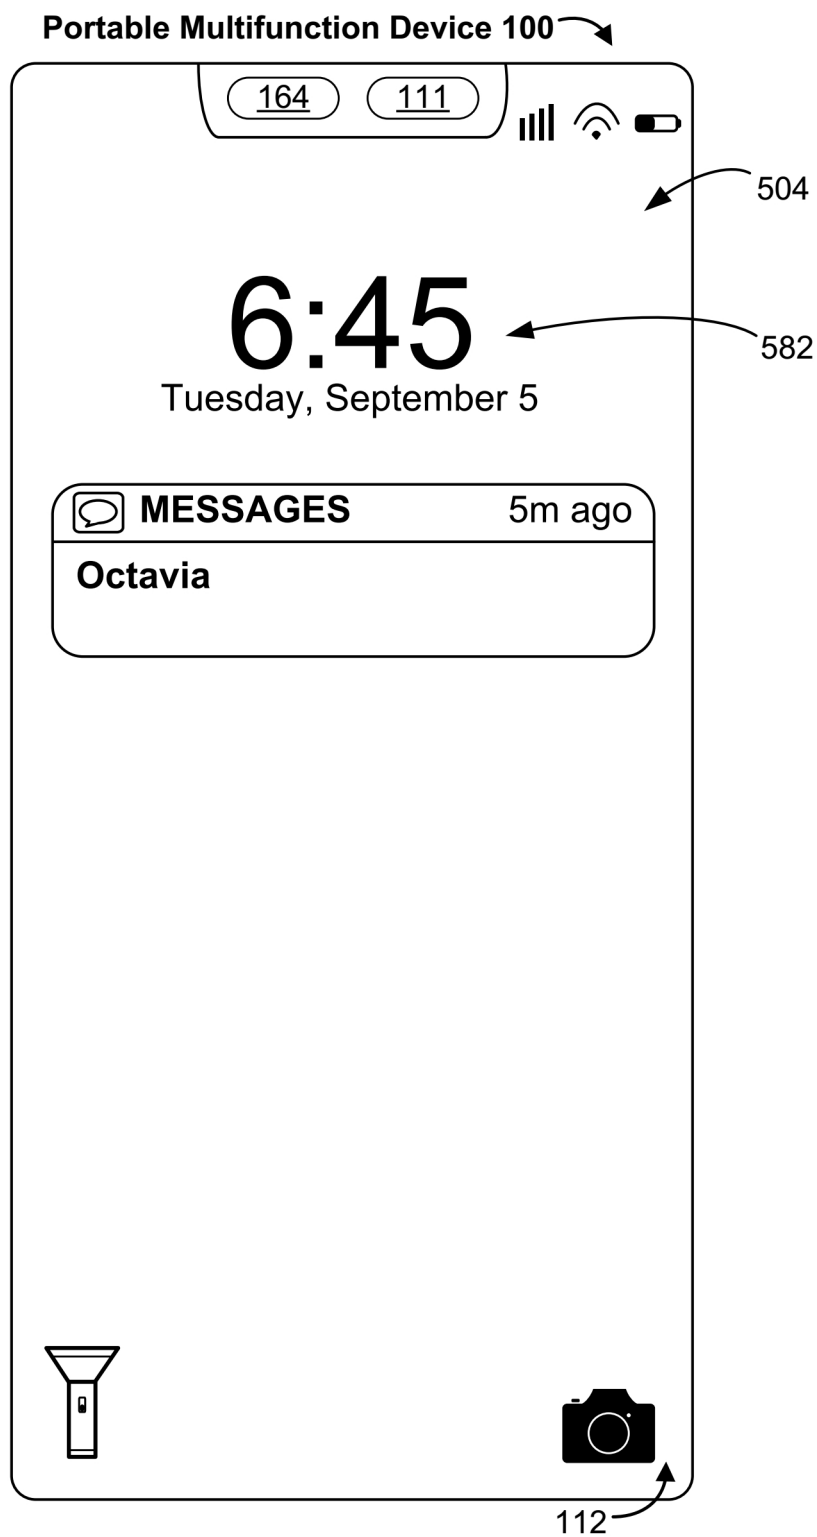 Portable Multifunction Device 100
164 111
504
6:45
582
Tuesday, September 5
MESSAGES 5m ago
Octavia
112